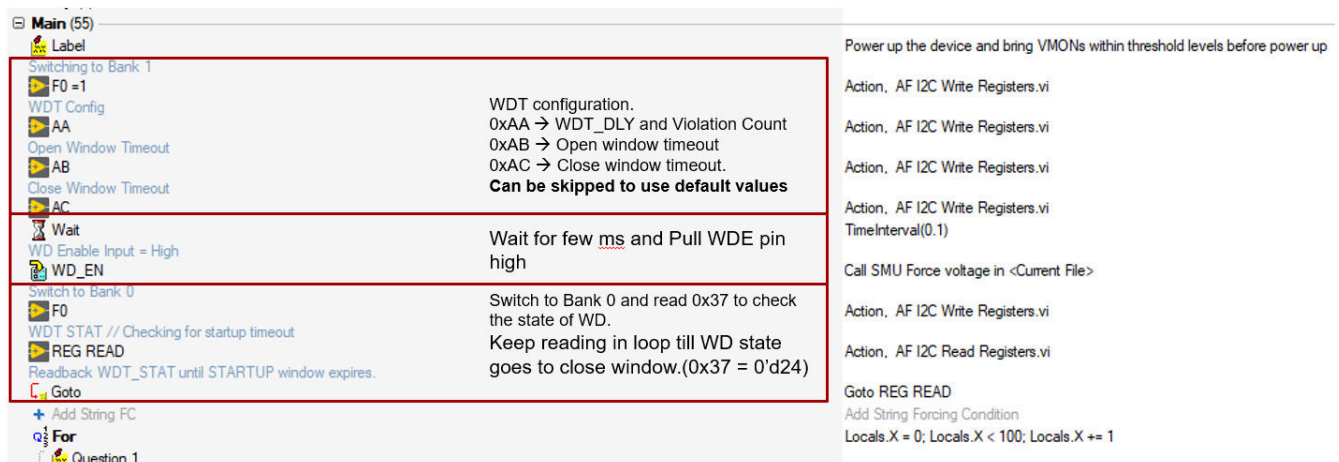 Main (55)
Label
Power up the device and bring VMONs within threshold levels before power up
Switching to Bank 1
F0 =1
Action, AF I2C Write Registers.vi
WDT Config
AA
Action, AF I2C Write Registers.vi
Open Window Timeout
AB
Action, AF I2C Write Registers.vi
Close Window Timeout
AC
Action, AF I2C Write Registers.vi
WDT configuration.
0xAA → WDT_DLY and Violation Count
0xAB → Open window timeout
0xAC → Close window timeout.
Can be skipped to use default values
Wait
TimeInterval(0.1)
WD Enable Input = High
WD_EN
Call SMU Force voltage in <Current File>
Wait for few ms and Pull WDE pin
high
Switch to Bank 0
F0
Action, AF I2C Write Registers.vi
WDT STAT // Checking for startup timeout
REG READ
Action, AF I2C Read Registers.vi
Readback WDT_STAT until STARTUP window expires.
Goto
Goto REG READ
Switch to Bank 0 and read 0x37 to check
the state of WD.
Keep reading in loop till WD state
goes to close window.(0x37 = 0'd24)
Add String FC
Add String Forcing Condition
For
Locals.X = 0; Locals.X < 100; Locals.X += 1
Question 1